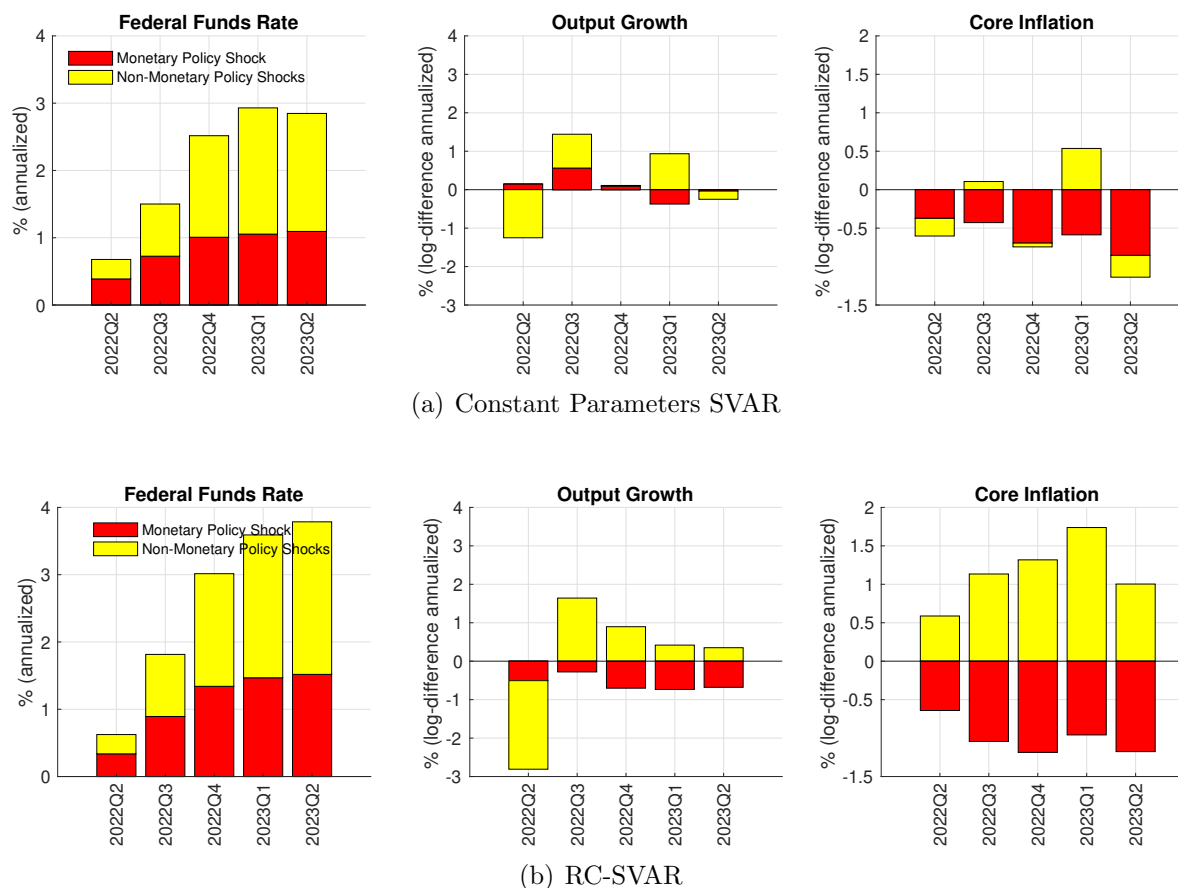 Federal Funds Rate
Output Growth
Core Inflation
4
3
2
1
0
% (annualized)
Monetary Policy Shock
Non-Monetary Policy Shocks
2022Q2
2022Q3
2022Q4
2023Q1
2023Q2
4
3
2
1
0
-1
-2
-3
% (log-difference annualized)
2022Q2
2022Q3
2022Q4
2023Q1
2023Q2
2
1.5
1
0.5
0
-0.5
-1
-1.5
% (log-difference annualized)
2022Q2
2022Q3
2022Q4
2023Q1
2023Q2
(a) Constant Parameters SVAR
Federal Funds Rate
Output Growth
Core Inflation
4
3
2
1
0
% (annualized)
Monetary Policy Shock
Non-Monetary Policy Shocks
2022Q2
2022Q3
2022Q4
2023Q1
2023Q2
4
3
2
1
0
-1
-2
-3
% (log-difference annualized)
2022Q2
2022Q3
2022Q4
2023Q1
2023Q2
2
1.5
1
0.5
0
-0.5
-1
-1.5
% (log-difference annualized)
2022Q2
2022Q3
2022Q4
2023Q1
2023Q2
(b) RC-SVAR